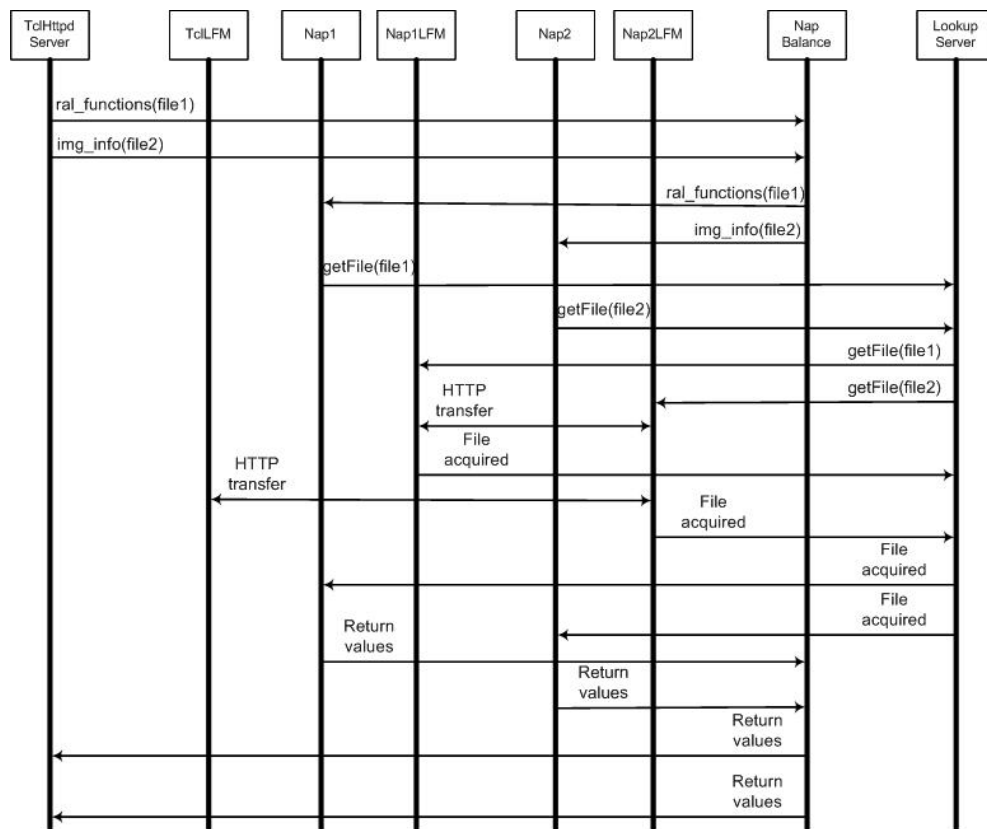 TclHttpd
Server
TclLFM
Nap1
Nap1LFM
Nap2
Nap2LFM
Nap
Balance
Lookup
Server
ral_functions(file1)
img_info(file2)
ral_functions(file1)
img_info(file2)
getFile(file1)
getFile(file2)
getFile(file1)
getFile(file2)
HTTP
transfer
File
acquired
HTTP
transfer
File
acquired
File
acquired
File
acquired
Return
values
Return
values
Return
values
Return
values